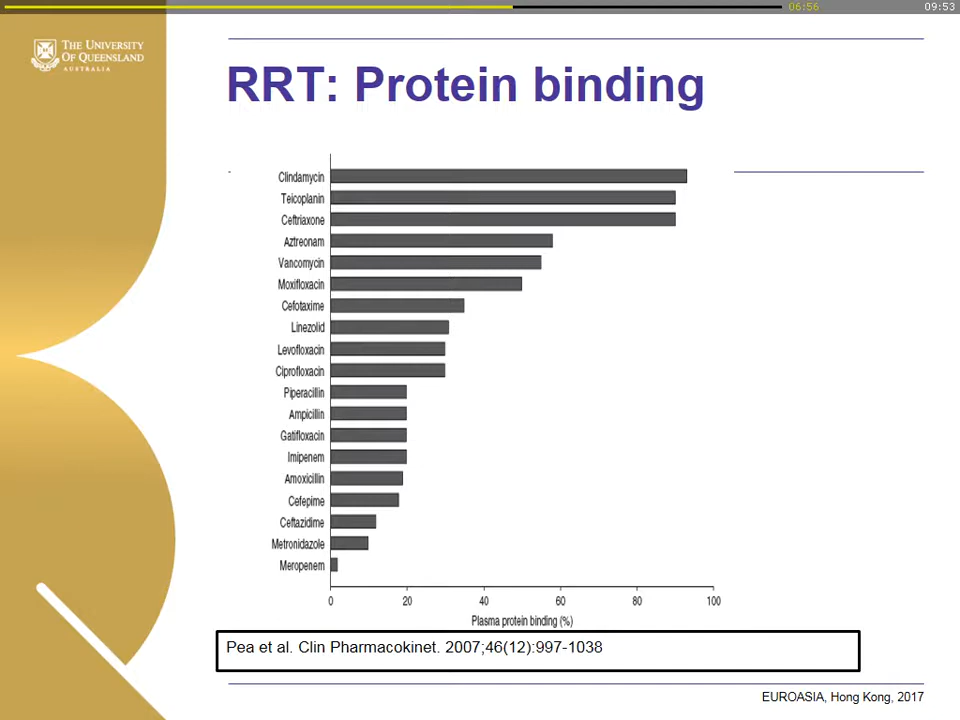 06:56
09:53
THE UNIVERSITY
OF QUEENSLAND
AUSTRALIA
RRT: Protein binding
Clindamycin
Teicoplanin
Ceftriaxone
Aztreonam
Vancomycin
Moxifloxacin
Cefotaxime
Linezolid
Levofloxacin
Ciprofloxacin
Piperacillin
Ampicillin
Gatifloxacin
Imipenem
Amoxicillin
Cefepime
Ceftazidime
Metronidazole
Meropenem
0 20 40 60 80 100
Plasma protein binding (%)
Pea et al. Clin Pharmacokinet. 2007;46(12):997-1038
EUROASIA, Hong Kong, 2017